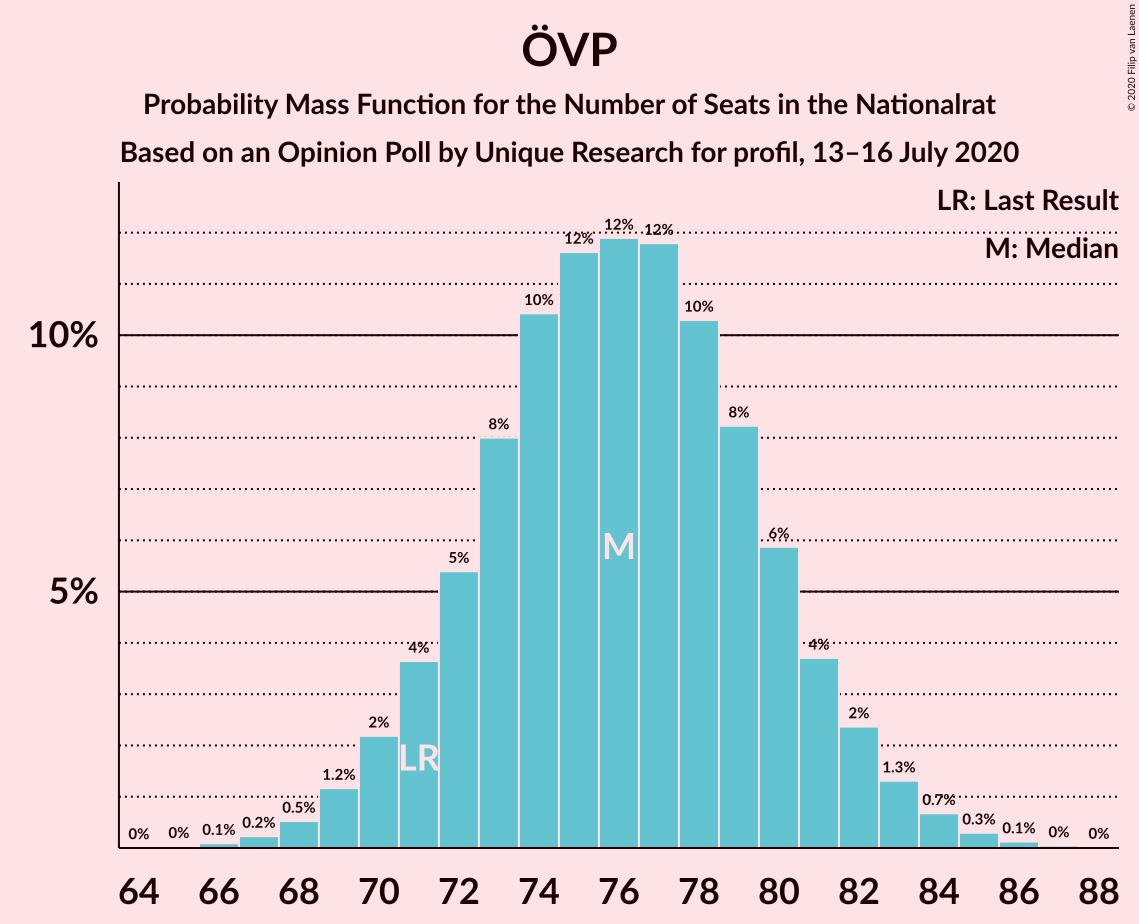 ÖVP
Probability Mass Function for the Number of Seats in the Nationalrat
Based on an Opinion Poll by Unique Research for profil, 13–16 July 2020
© 2020 Filip van Laenen
LR: Last Result
M: Median
10%
5%
0% 0% 0.1% 0.2% 0.5% 1.2% 2% 4% 5% 8% 10% 12% 12% 12% 10% 8% 6% 4% 2% 1.3% 0.7% 0.3% 0.1% 0% 0%
M
LR
64 66 68 70 72 74 76 78 80 82 84 86 88